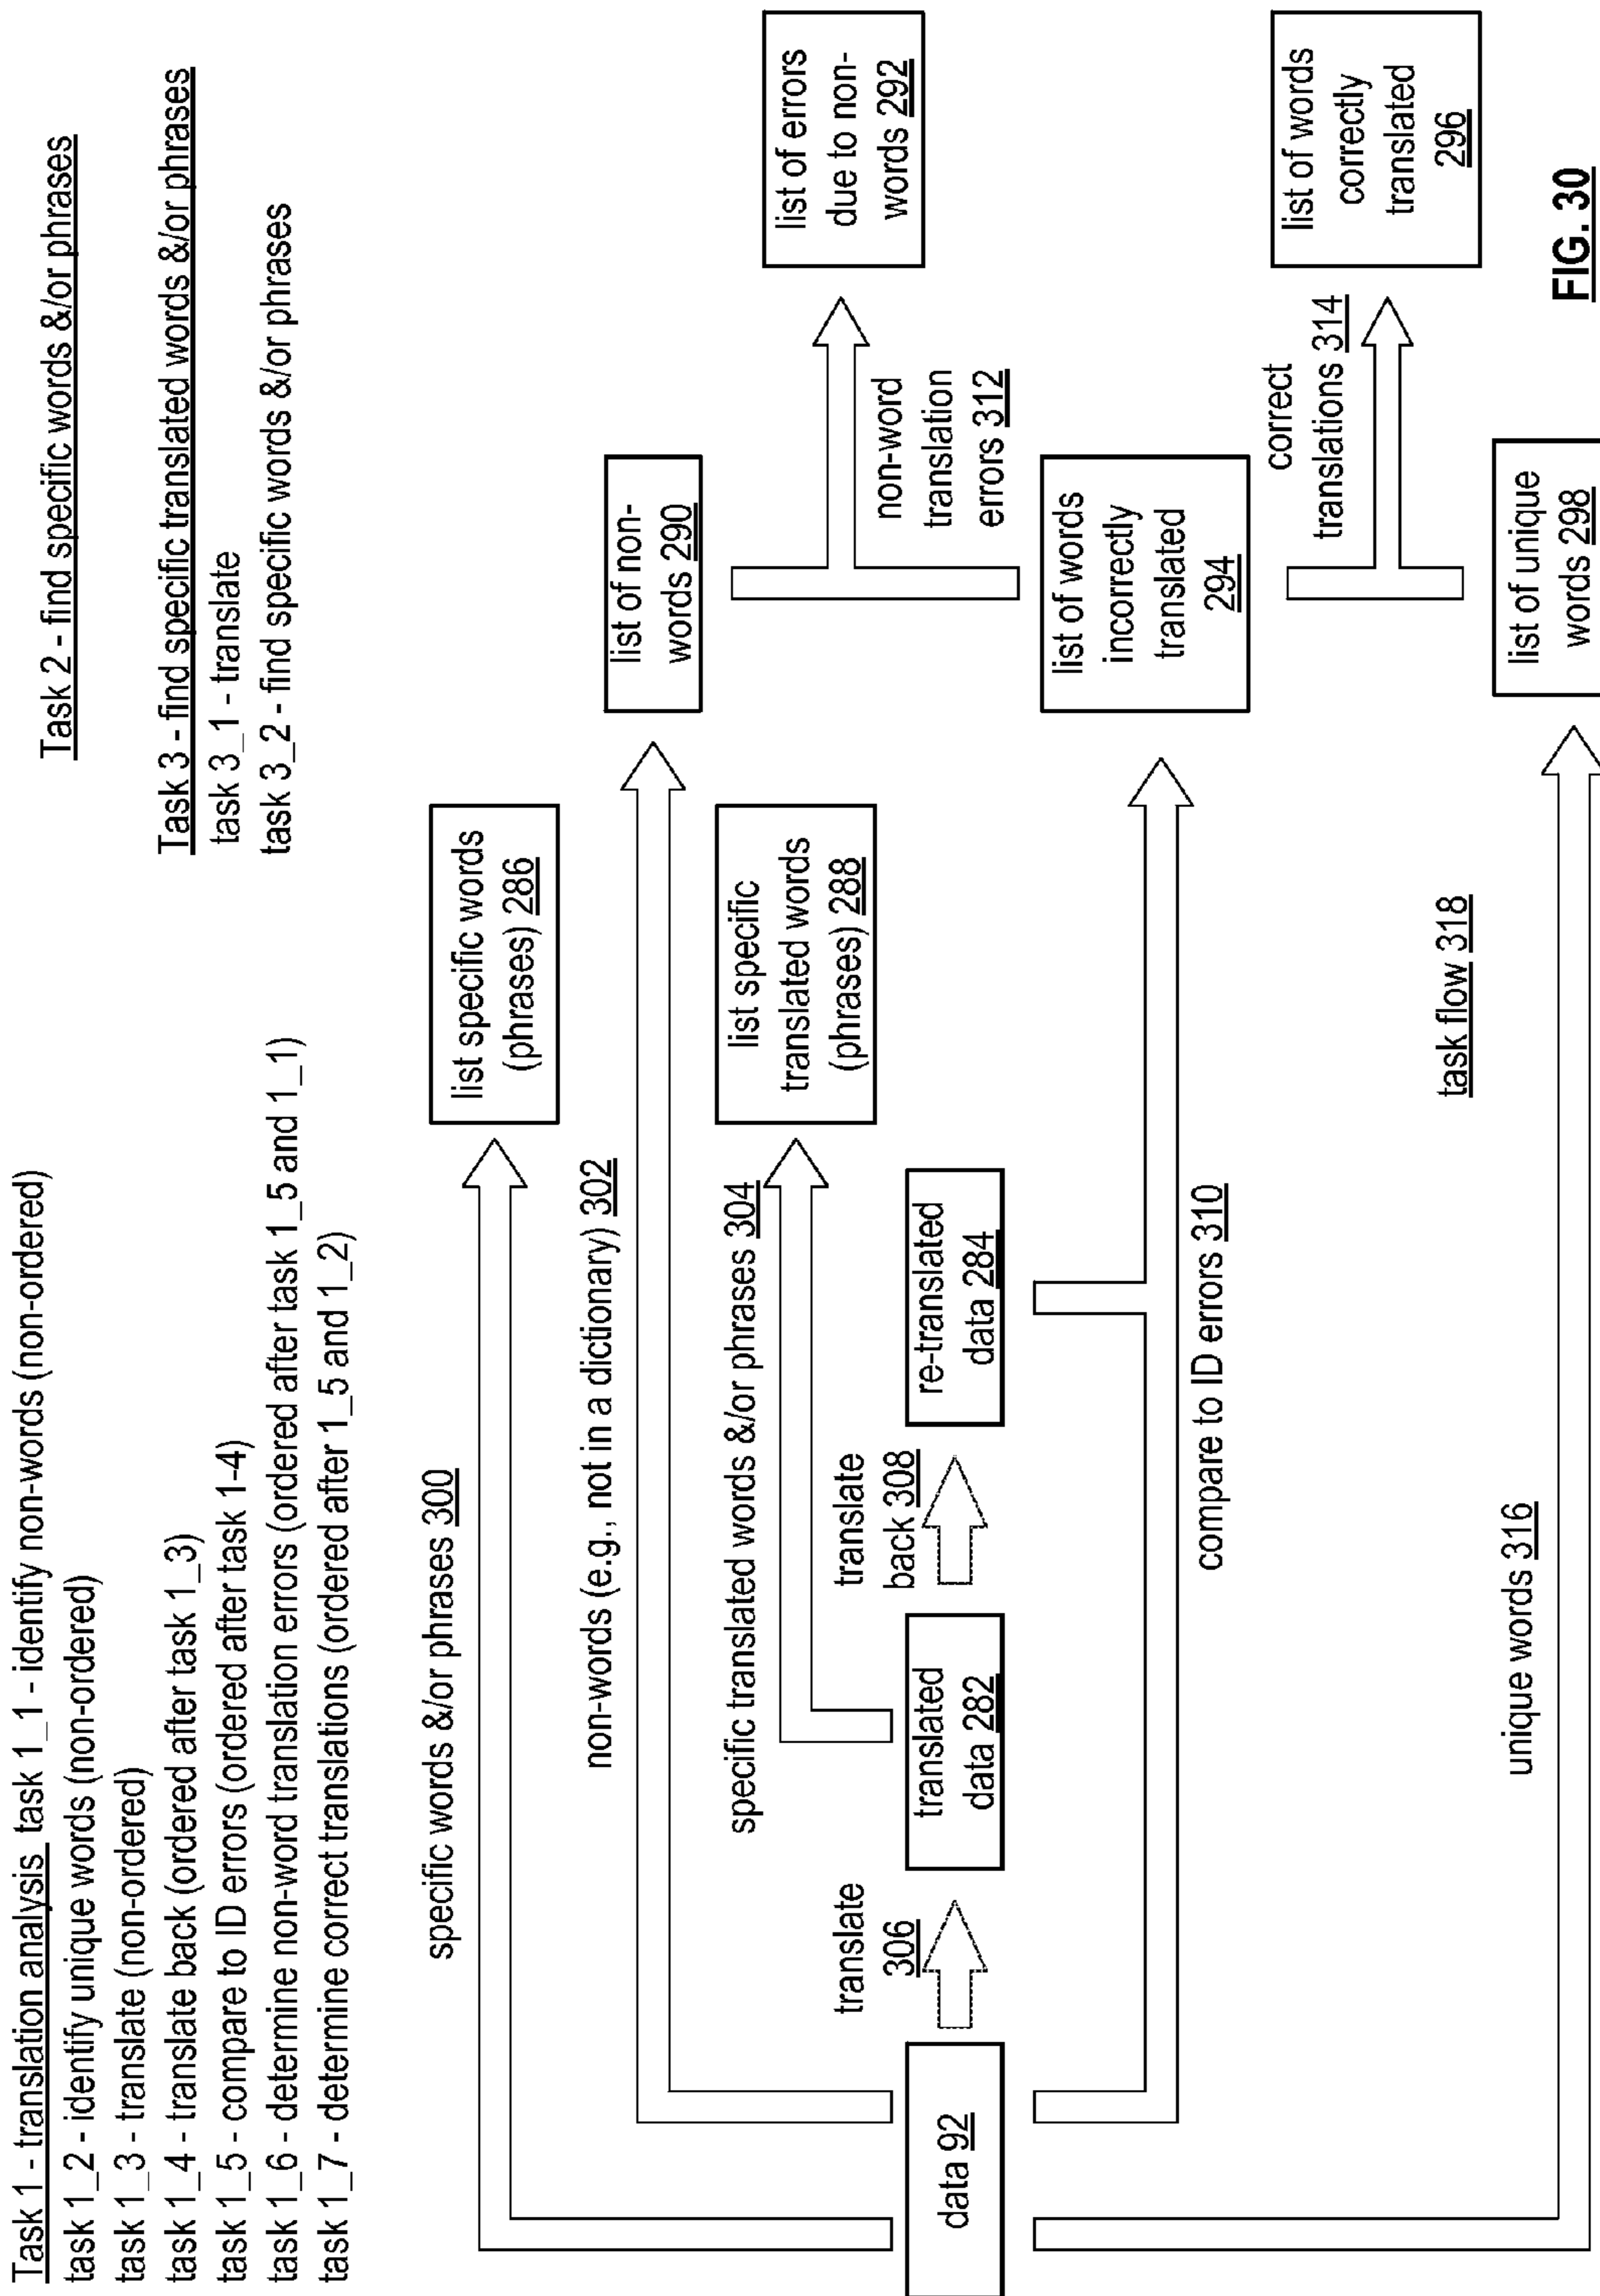 Task 1 - translation analysis task 1_1 - identify non-words (non-ordered)
task 1_2 - identify unique words (non-ordered)
task 1_3 - translate (non-ordered)
task 1_4 - translate back (ordered after task 1_3)
task 1_5 - compare to ID errors (ordered after task 1-4)
task 1_6 - determine non-word translation errors (ordered after task 1_5 and 1_1)
task 1_7 - determine correct translations (ordered after 1_5 and 1_2)
Task 2 - find specific words &/or phrases
Task 3 - find specific translated words &/or phrases
task 3_1 - translate
task 3_2 - find specific words &/or phrases
specific words &/or phrases 300
list specific words
(phrases) 286
non-words (e.g., not in a dictionary) 302
list of non-
words 290
specific translated words &/or phrases 304
list specific
translated words
(phrases) 288
list of errors
due to non-
words 292
non-word
translation
errors 312
data 92
translate
306
translated
data 282
translate
back 308
re-translated
data 284
compare to ID errors 310
list of words
incorrectly
translated
294
correct
translations 314
list of words
correctly
translated
296
task flow 318
unique words 316
list of unique
words 298
FIG. 30